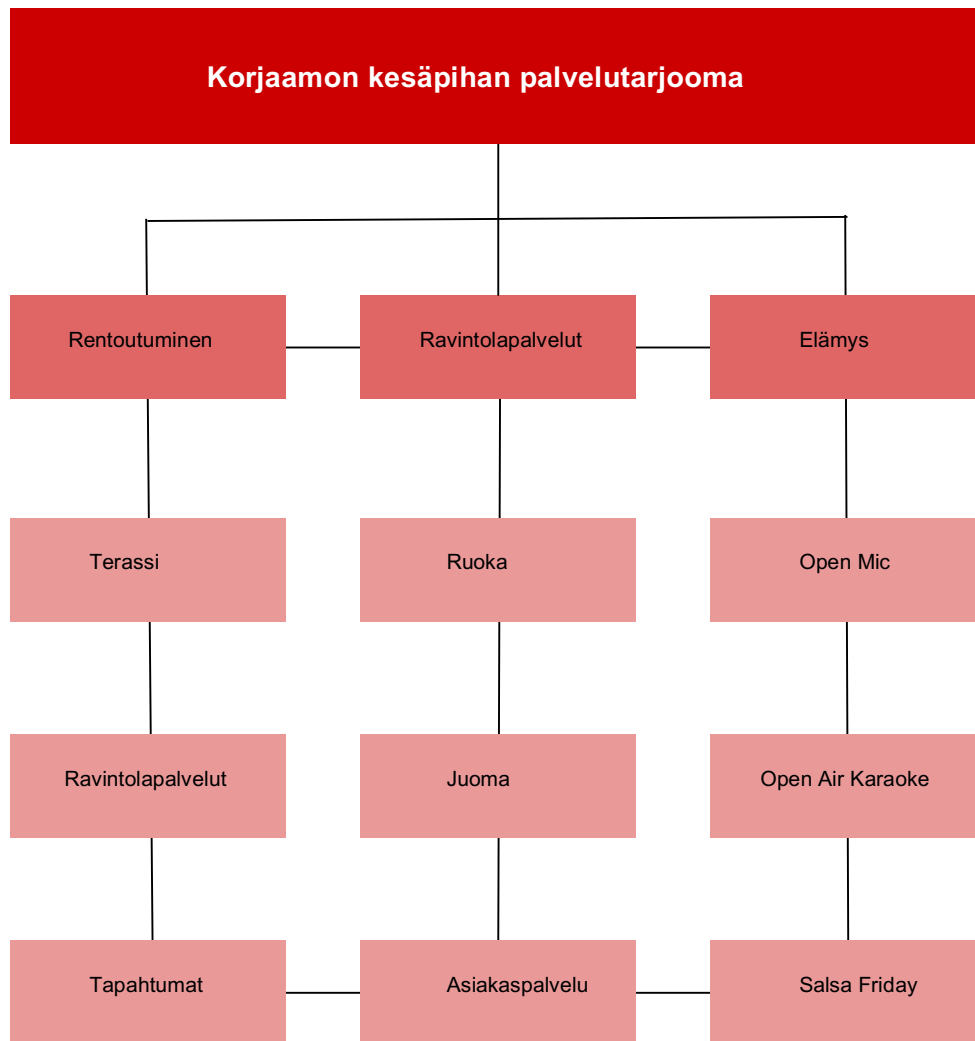 Korjaamon kesäpihan palvelutarjooma
Rentoutuminen
Ravintolapalvelut
Elämys
Terassi
Ruoka
Open Mic
Ravintolapalvelut
Juoma
Open Air Karaoke
Tapahtumat
Asiakaspalvelu
Salsa Friday